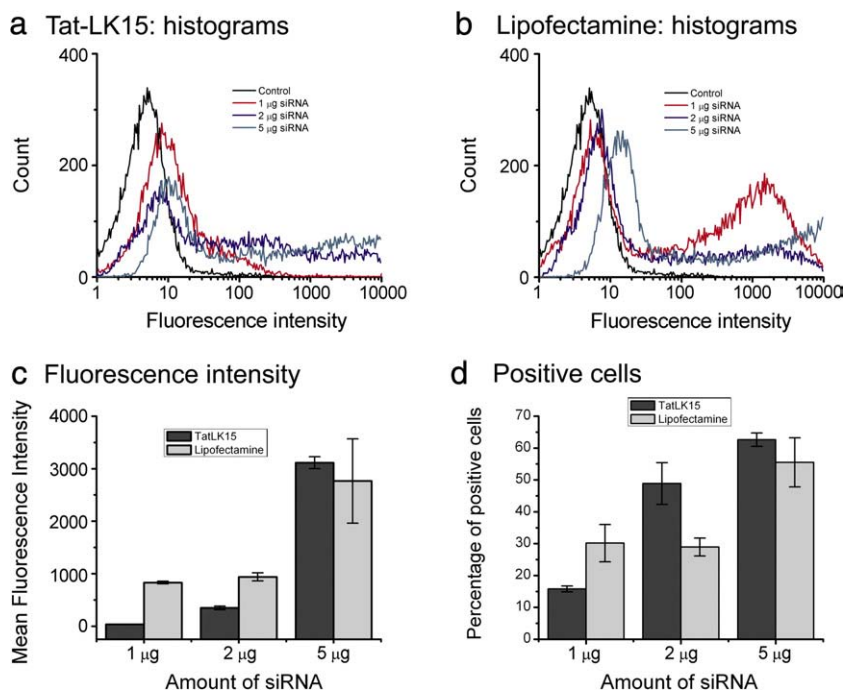 a Tat-LK15: histograms
400
200
0
Count
Control
1 μg siRNA
2 μg siRNA
5 μg siRNA
1 10 100 1000 10000
Fluorescence intensity
b Lipofectamine: histograms
400
200
0
Count
Control
1 μg siRNA
2 μg siRNA
5 μg siRNA
1 10 100 1000 10000
Fluorescence intensity
c Fluorescence intensity
4000
3000
2000
1000
0
Mean Fluorescence Intensity
TatLK15
Lipofectamine
1 μg 2 μg 5 μg
Amount of siRNA
d Positive cells
70
60
50
40
30
20
10
0
Percentage of positive cells
TatLK15
Lipofectamine
1 μg 2 μg 5 μg
Amount of siRNA